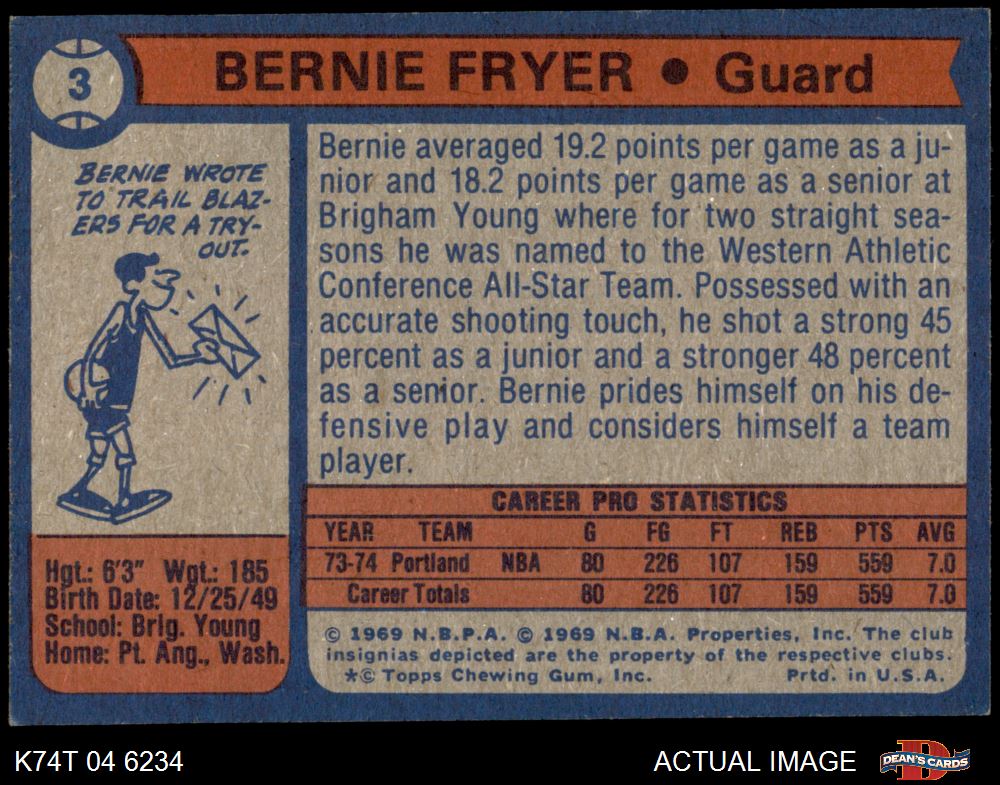 3
BERNIE FRYER • Guard
BERNIE WROTE
TO TRAIL BLAZ-
ERS FOR A TRY-
OUT.
Hgt.: 6'3" Wgt.: 185
Birth Date: 12/25/49
School: Brig. Young
Home: Pt. Ang., Wash.
Bernie averaged 19.2 points per game as a ju-
nior and 18.2 points per game as a senior at
Brigham Young where for two straight sea-
sons he was named to the Western Athletic
Conference All-Star Team. Possessed with an
accurate shooting touch, he shot a strong 45
percent as a junior and a stronger 48 percent
as a senior. Bernie prides himself on his de-
fensive play and considers himself a team
player.
CAREER PRO STATISTICS
YEAR TEAM G FG FT REB PTS AVG
73-74 Portland NBA 80 226 107 159 559 7.0
Career Totals 80 226 107 159 559 7.0
© 1969 N.B.P.A. © 1969 N.B.A. Properties, Inc. The club
insignias depicted are the property of the respective clubs.
*© Topps Chewing Gum, Inc. Prtd. in U.S.A.
K74T 04 6234
ACTUAL IMAGE
D
DEAN'S CARDS